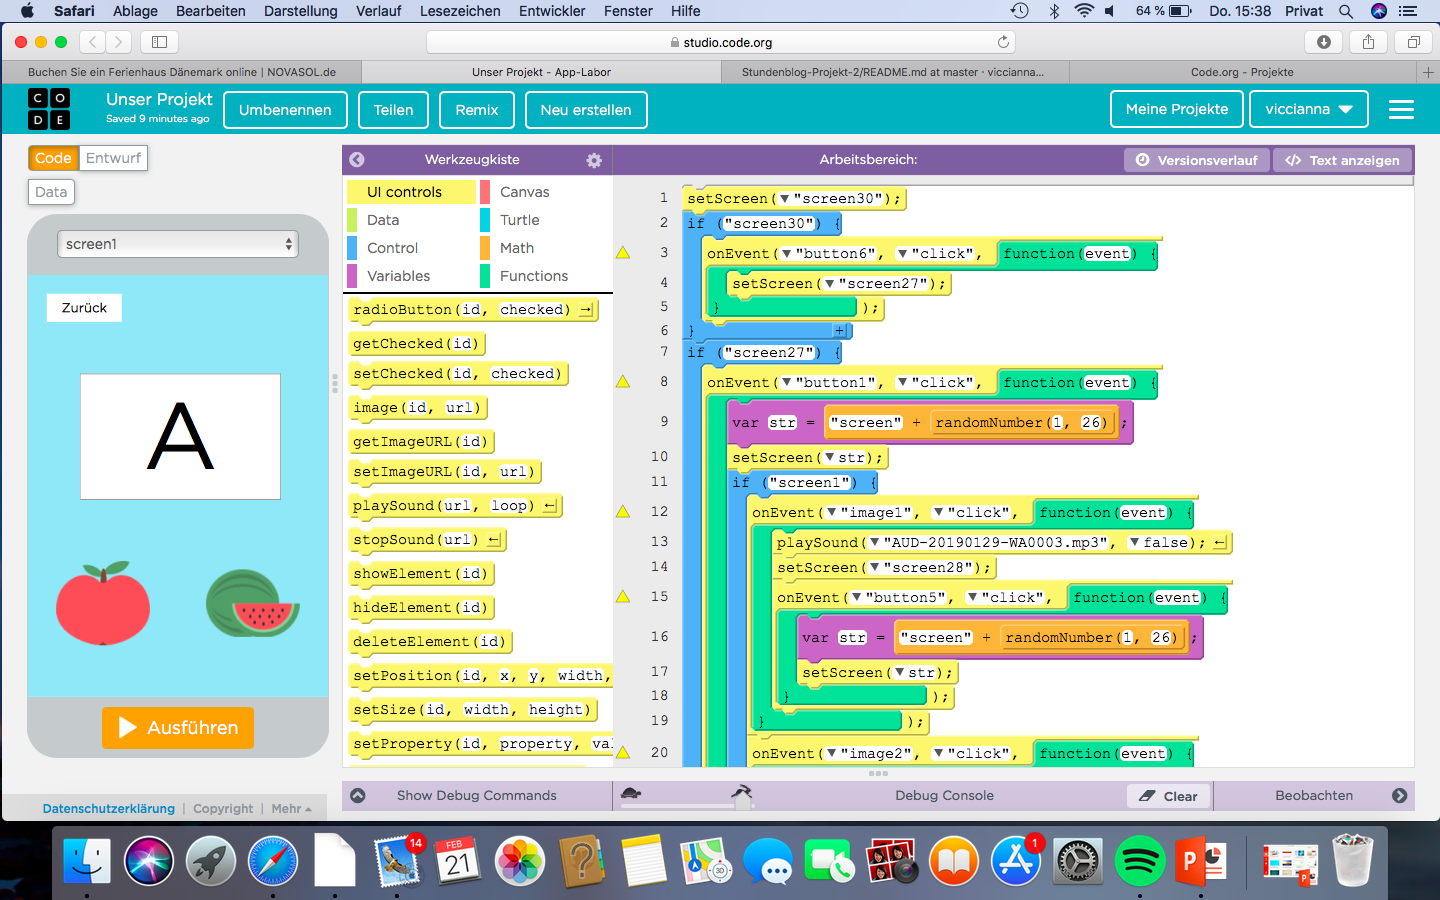 Safari Ablage Bearbeiten Darstellung Verlauf Lesezeichen Entwickler Fenster Hilfe 64 % Do. 15:38 Privat
studio.code.org
Buchen Sie ein Ferienhaus Dänemark online | NOVASOL.de
Unser Projekt - App-Labor
Stundenblog-Projekt-2/README.md at master · viccianna...
Code.org - Projekte
C O
D E
Unser Projekt
Saved 9 minutes ago
Umbenennen
Teilen
Remix
Neu erstellen
Meine Projekte
viccianna
Code Entwurf
Data
Werkzeugkiste
Arbeitsbereich:
Versionsverlauf
</> Text anzeigen
screen1
Zurück
A
Ausführen
Datenschutzerklärung | Copyright | Mehr
UI controls Canvas
Data Turtle
Control Math
Variables Functions
radioButton(id, checked)
getChecked(id)
setChecked(id, checked)
image(id, url)
getImageURL(id)
setImageURL(id, url)
playSound(url, loop)
stopSound(url)
showElement(id)
hideElement(id)
deleteElement(id)
setPosition(id, x, y, width,
setSize(id, width, height)
setProperty(id, property, val
1 setScreen("screen30");
2 if ("screen30") {
3 onEvent("button6", "click", function(event) {
4 setScreen("screen27");
5 } );
6 } +
7 if ("screen27") {
8 onEvent("button1", "click", function(event) {
9 var str = "screen" + randomNumber(1, 26) ;
10 setScreen(str);
11 if ("screen1") {
12 onEvent("image1", "click", function(event) {
13 playSound("AUD-20190129-WA0003.mp3", false);
14 setScreen("screen28");
15 onEvent("button5", "click", function(event) {
16 var str = "screen" + randomNumber(1, 26) ;
17 setScreen(str);
18 } );
19 } );
20 onEvent("image2", "click", function(event) {
Show Debug Commands
Debug Console
Clear
Beobachten
14
FEB
21
3D
1
P
P